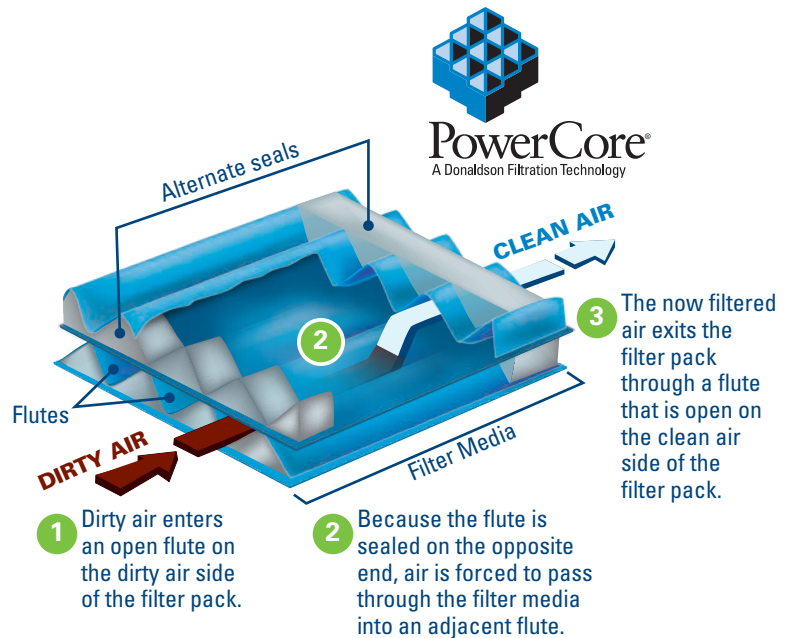 PowerCore®
A Donaldson Filtration Technology
Alternate seals
CLEAN AIR
2
Flutes
DIRTY AIR
Filter Media
1
Dirty air enters
an open flute on
the dirty air side
of the filter pack.
2
Because the flute is
sealed on the opposite
end, air is forced to pass
through the filter media
into an adjacent flute.
3
The now filtered
air exits the
filter pack
through a flute
that is open on
the clean air
side of the
filter pack.